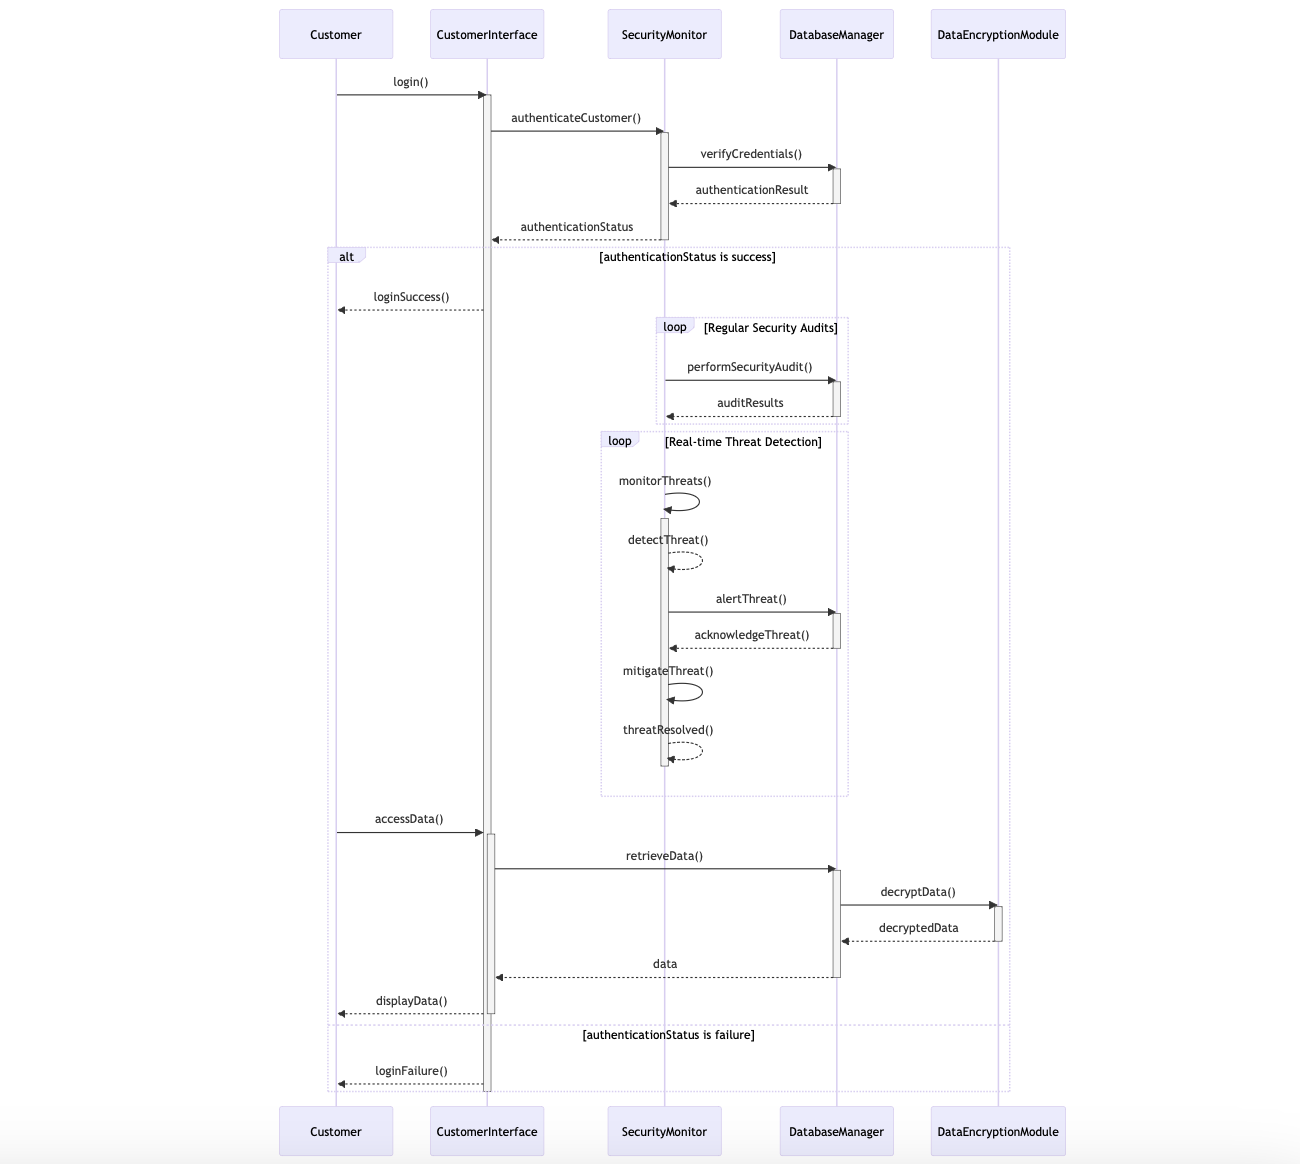 Customer
CustomerInterface
SecurityMonitor
DatabaseManager
DataEncryptionModule
login()
authenticateCustomer()
verifyCredentials()
authenticationResult
authenticationStatus
alt
[authenticationStatus is success]
loginSuccess()
loop
[Regular Security Audits]
performSecurityAudit()
auditResults
loop
[Real-time Threat Detection]
monitorThreats()
detectThreat()
alertThreat()
acknowledgeThreat()
mitigateThreat()
threatResolved()
accessData()
retrieveData()
decryptData()
decryptedData
data
displayData()
[authenticationStatus is failure]
loginFailure()
Customer
CustomerInterface
SecurityMonitor
DatabaseManager
DataEncryptionModule